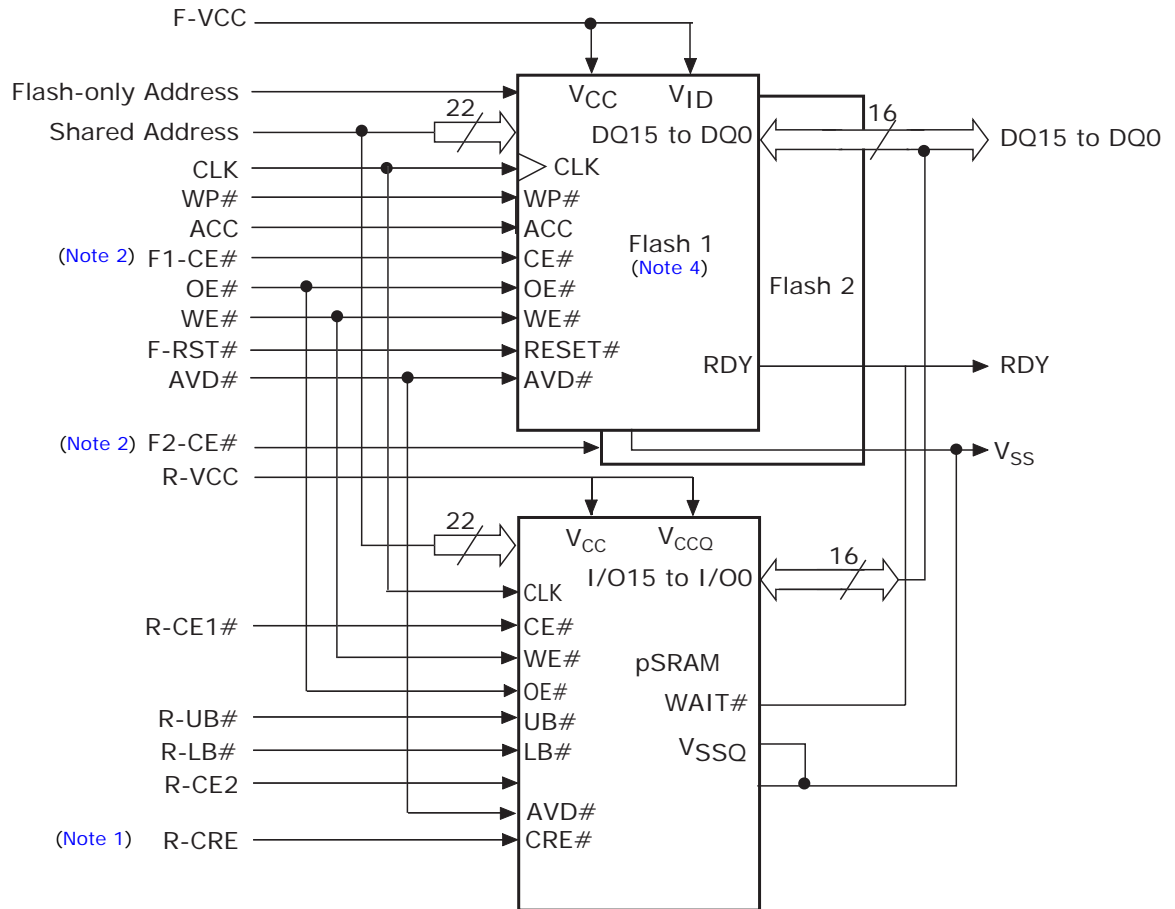 F-VCC
Flash-only Address
Shared Address
CLK
WP#
ACC
(Note 2) F1-CE#
OE#
WE#
F-RST#
AVD#
(Note 2) F2-CE#
R-VCC
22
VCC VID
DQ15 to DQ0
CLK
WP#
ACC
CE#
OE#
WE#
RESET#
AVD#
Flash 1
(Note 4)
RDY
Flash 2
16
DQ15 to DQ0
RDY
VSS
22
VCC VCCQ
I/O15 to I/O0
16
CLK
CE#
WE#
OE#
UB#
LB#
AVD#
CRE#
pSRAM
WAIT#
VSSQ
R-CE1#
R-UB#
R-LB#
R-CE2
(Note 1) R-CRE